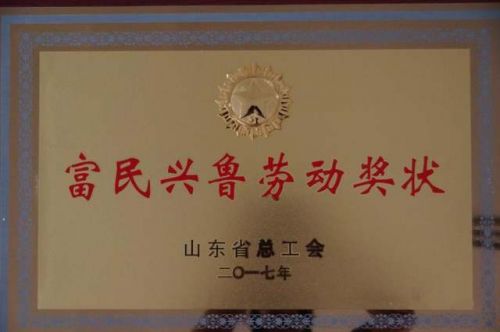 富民兴鲁劳动奖状
山东省总工会
二〇一七年